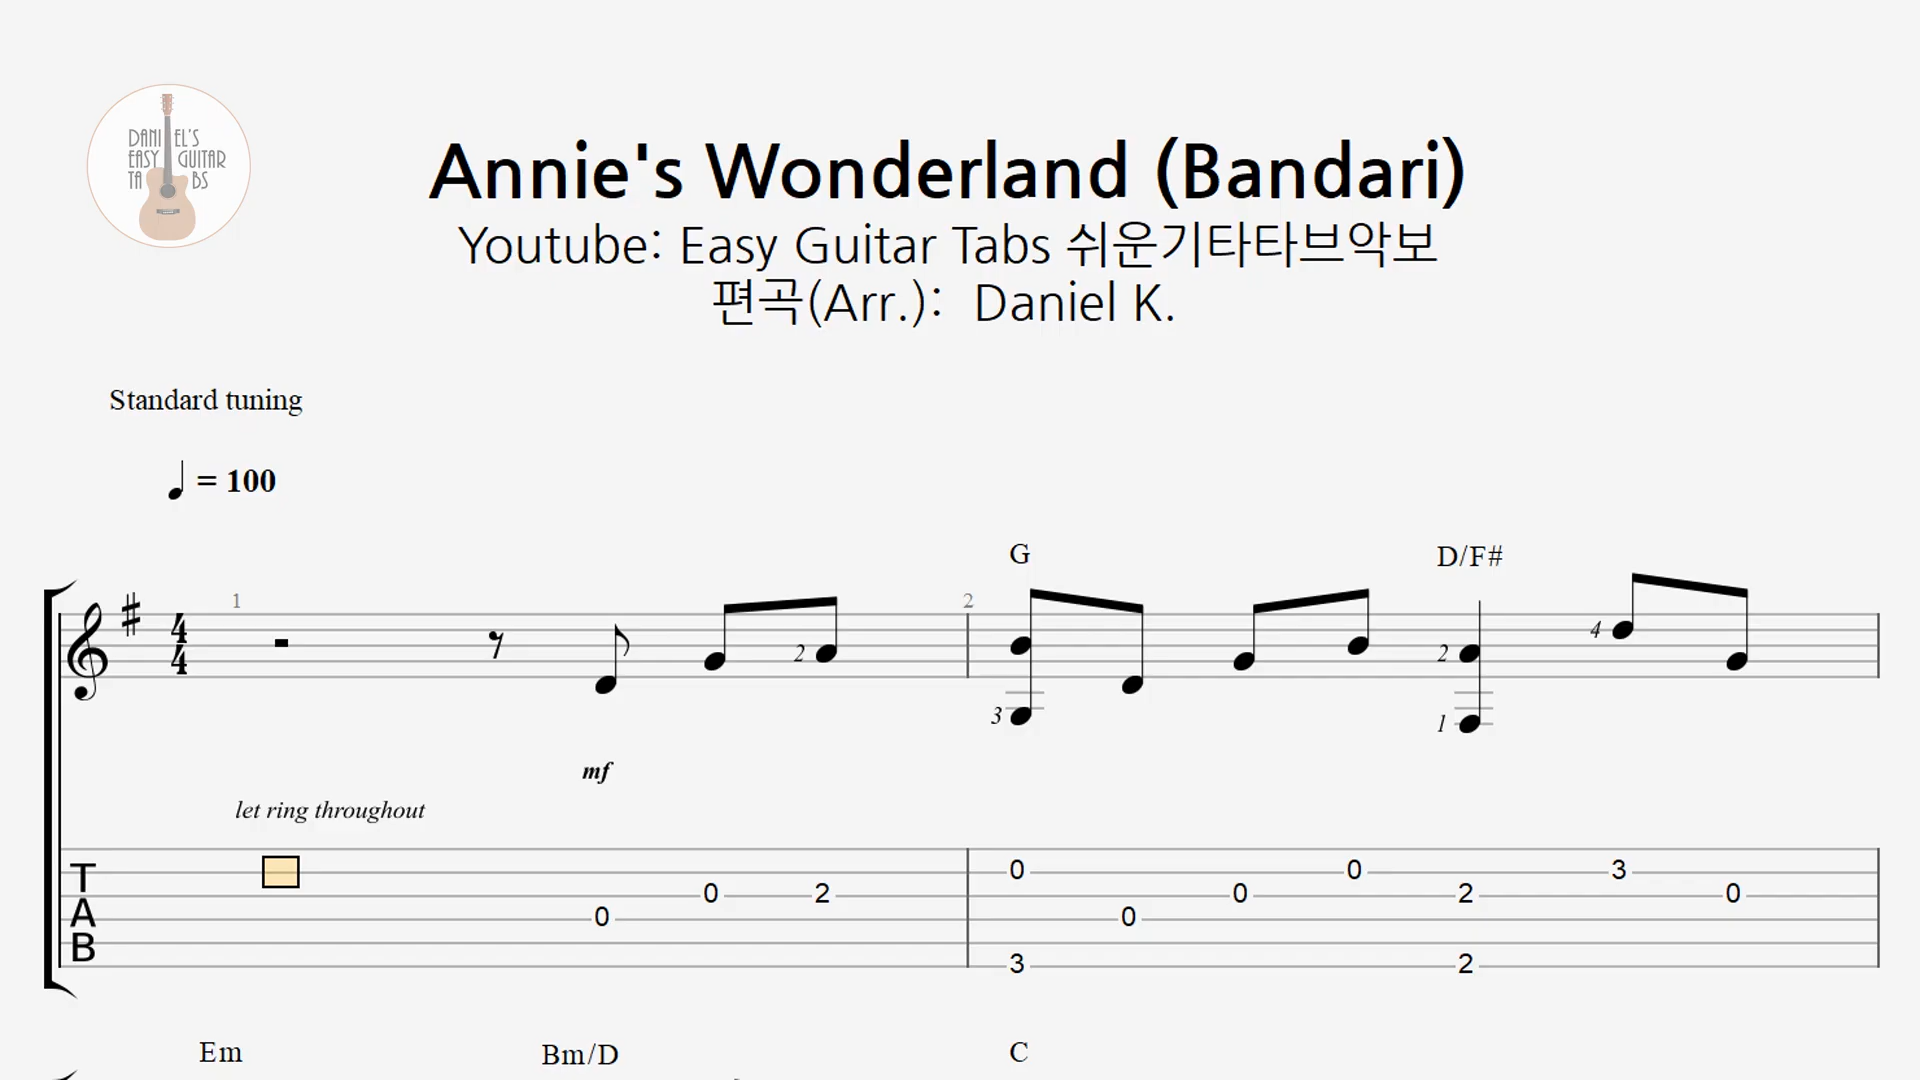 DANIEL'S
EASY GUITAR
TABS
Annie's Wonderland (Bandari)
Youtube: Easy Guitar Tabs 쉬운기타타브악보
편곡(Arr.): Daniel K.
Standard tuning
= 100
G D/F#
1 2
4
4
2 3 2 1 4
mf
let ring throughout
T
A
B
0 0 3
0 2 0 2 0
0 0
3 2
Em Bm/D C